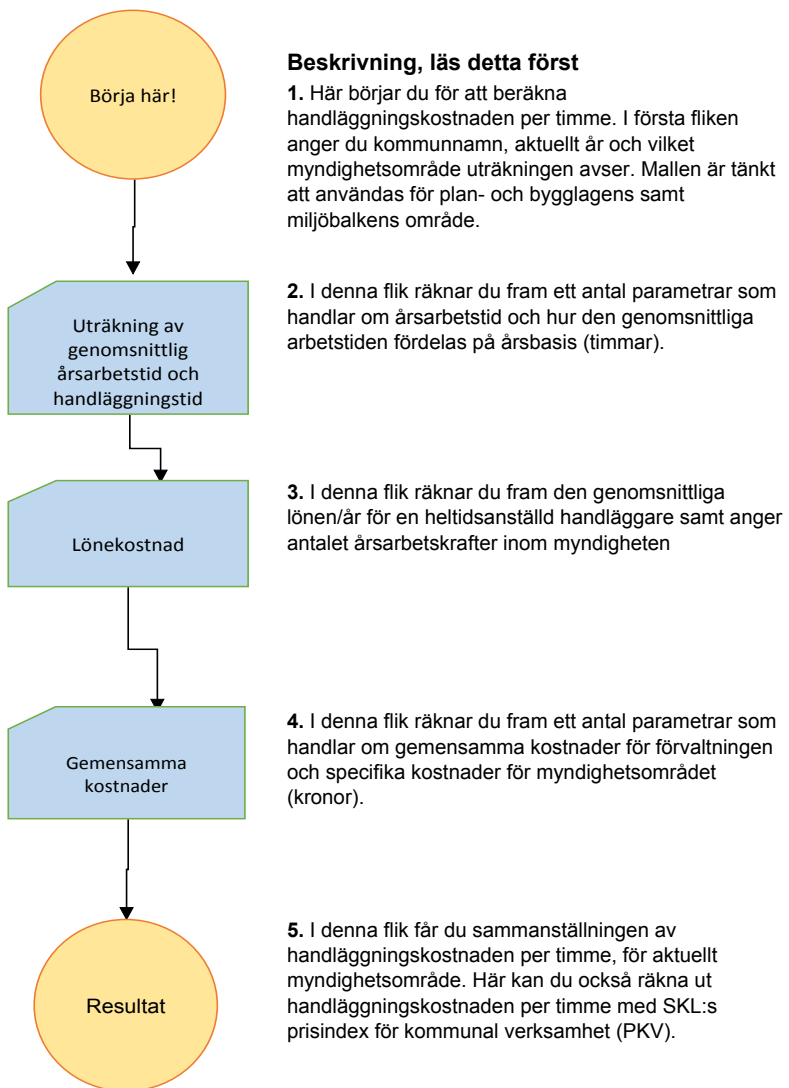 Börja här!
Beskrivning, läs detta först
1. Här börjar du för att beräkna
handläggningskostnaden per timme. I första fliken
anger du kommunnamn, aktuellt år och vilket
myndighetsområde uträkningen avser. Mallen är tänkt
att användas för plan- och bygglagens samt
miljöbalkens område.
Uträkning av
genomsnittlig
årsarbetstid och
handläggningstid
2. I denna flik räknar du fram ett antal parametrar som
handlar om årsarbetstid och hur den genomsnittliga
arbetstiden fördelas på årsbasis (timmar).
Lönekostnad
3. I denna flik räknar du fram den genomsnittliga
lönen/år för en heltidsanställd handläggare samt anger
antalet årsarbetskrafter inom myndigheten
Gemensamma
kostnader
4. I denna flik räknar du fram ett antal parametrar som
handlar om gemensamma kostnader för förvaltningen
och specifika kostnader för myndighetsområdet
(kronor).
Resultat
5. I denna flik får du sammanställningen av
handläggningskostnaden per timme, för aktuellt
myndighetsområde. Här kan du också räkna ut
handläggningskostnaden per timme med SKL:s
prisindex för kommunal verksamhet (PKV).